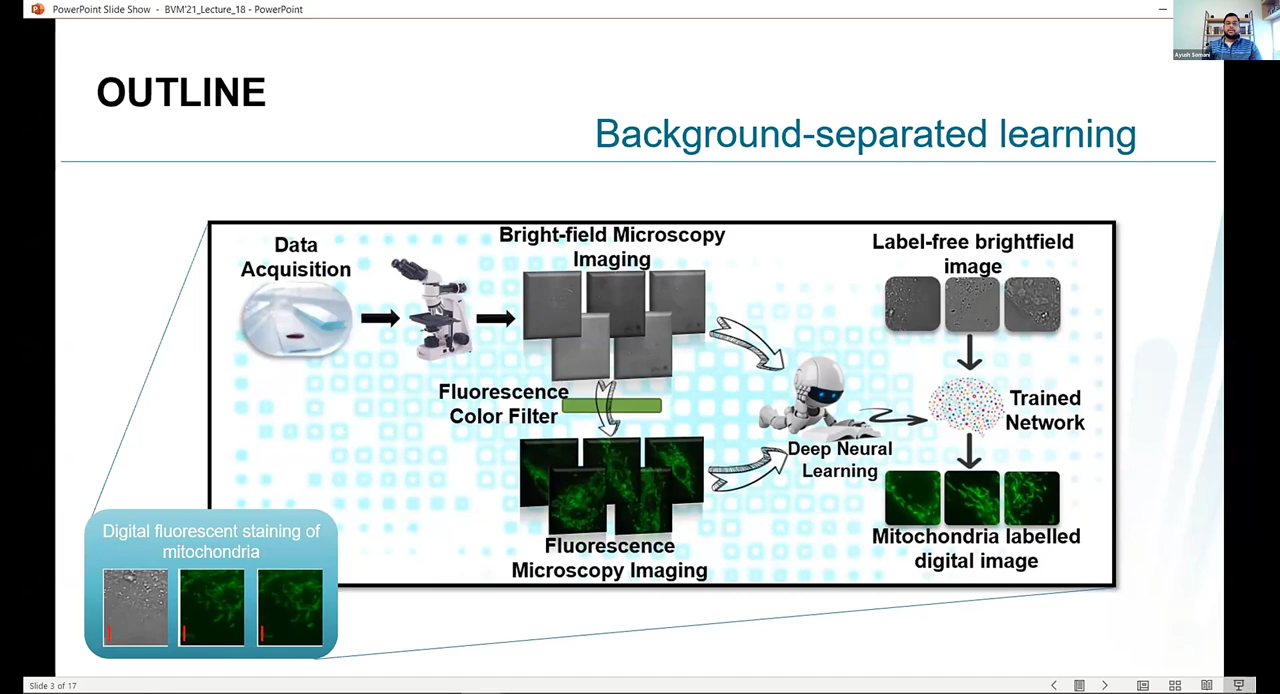 PowerPoint Slide Show - BVM'21_Lecture_18 - PowerPoint
Ayush Somani
OUTLINE
Background-separated learning
Data
Acquisition
Bright-field Microscopy
Imaging
Fluorescence
Color Filter
Fluorescence
Microscopy Imaging
Deep Neural
Learning
Label-free brightfield
image
Trained
Network
Mitochondria labelled
digital image
Digital fluorescent staining of
mitochondria
Slide 3 of 17